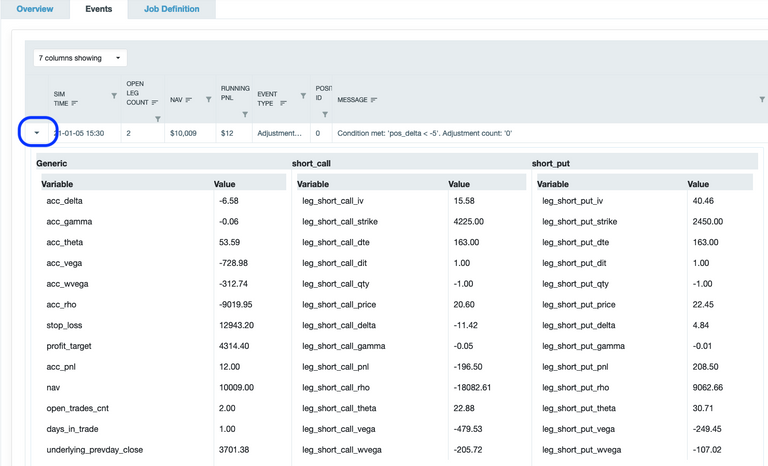 Overview Events Job Definition
7 columns showing
SIM TIME OPEN LEG COUNT NAV RUNNING PNL EVENT TYPE POSIT ID MESSAGE
-01-05 15:30 2 $10,009 $12 Adjustment... 0 Condition met: 'pos_delta < -5'. Adjustment count: '0'
Generic short_call short_put
Variable Value Variable Value Variable Value
acc_delta -6.58 leg_short_call_iv 15.58 leg_short_put_iv 40.46
acc_gamma -0.06 leg_short_call_strike 4225.00 leg_short_put_strike 2450.00
acc_theta 53.59 leg_short_call_dte 163.00 leg_short_put_dte 163.00
acc_vega -728.98 leg_short_call_dit 1.00 leg_short_put_dit 1.00
acc_wvega -312.74 leg_short_call_qty -1.00 leg_short_put_qty -1.00
acc_rho -9019.95 leg_short_call_price 20.60 leg_short_put_price 22.45
stop_loss 12943.20 leg_short_call_delta -11.42 leg_short_put_delta 4.84
profit_target 4314.40 leg_short_call_gamma -0.05 leg_short_put_gamma -0.01
acc_pnl 12.00 leg_short_call_pnl -196.50 leg_short_put_pnl 208.50
nav 10009.00 leg_short_call_rho -18082.61 leg_short_put_rho 9062.66
open_trades_cnt 2.00 leg_short_call_theta 22.88 leg_short_put_theta 30.71
days_in_trade 1.00 leg_short_call_vega -479.53 leg_short_put_vega -249.45
underlying_prevday_close 3701.38 leg_short_call_wvega -205.72 leg_short_put_wvega -107.02